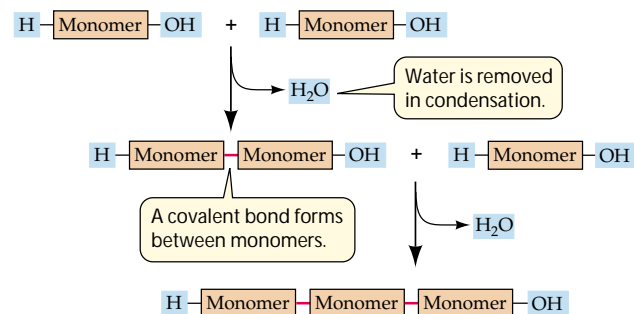 H Monomer OH + H Monomer OH
H₂O
Water is removed
in condensation.
H Monomer Monomer OH + H Monomer OH
A covalent bond forms
between monomers.
H₂O
H Monomer Monomer Monomer OH